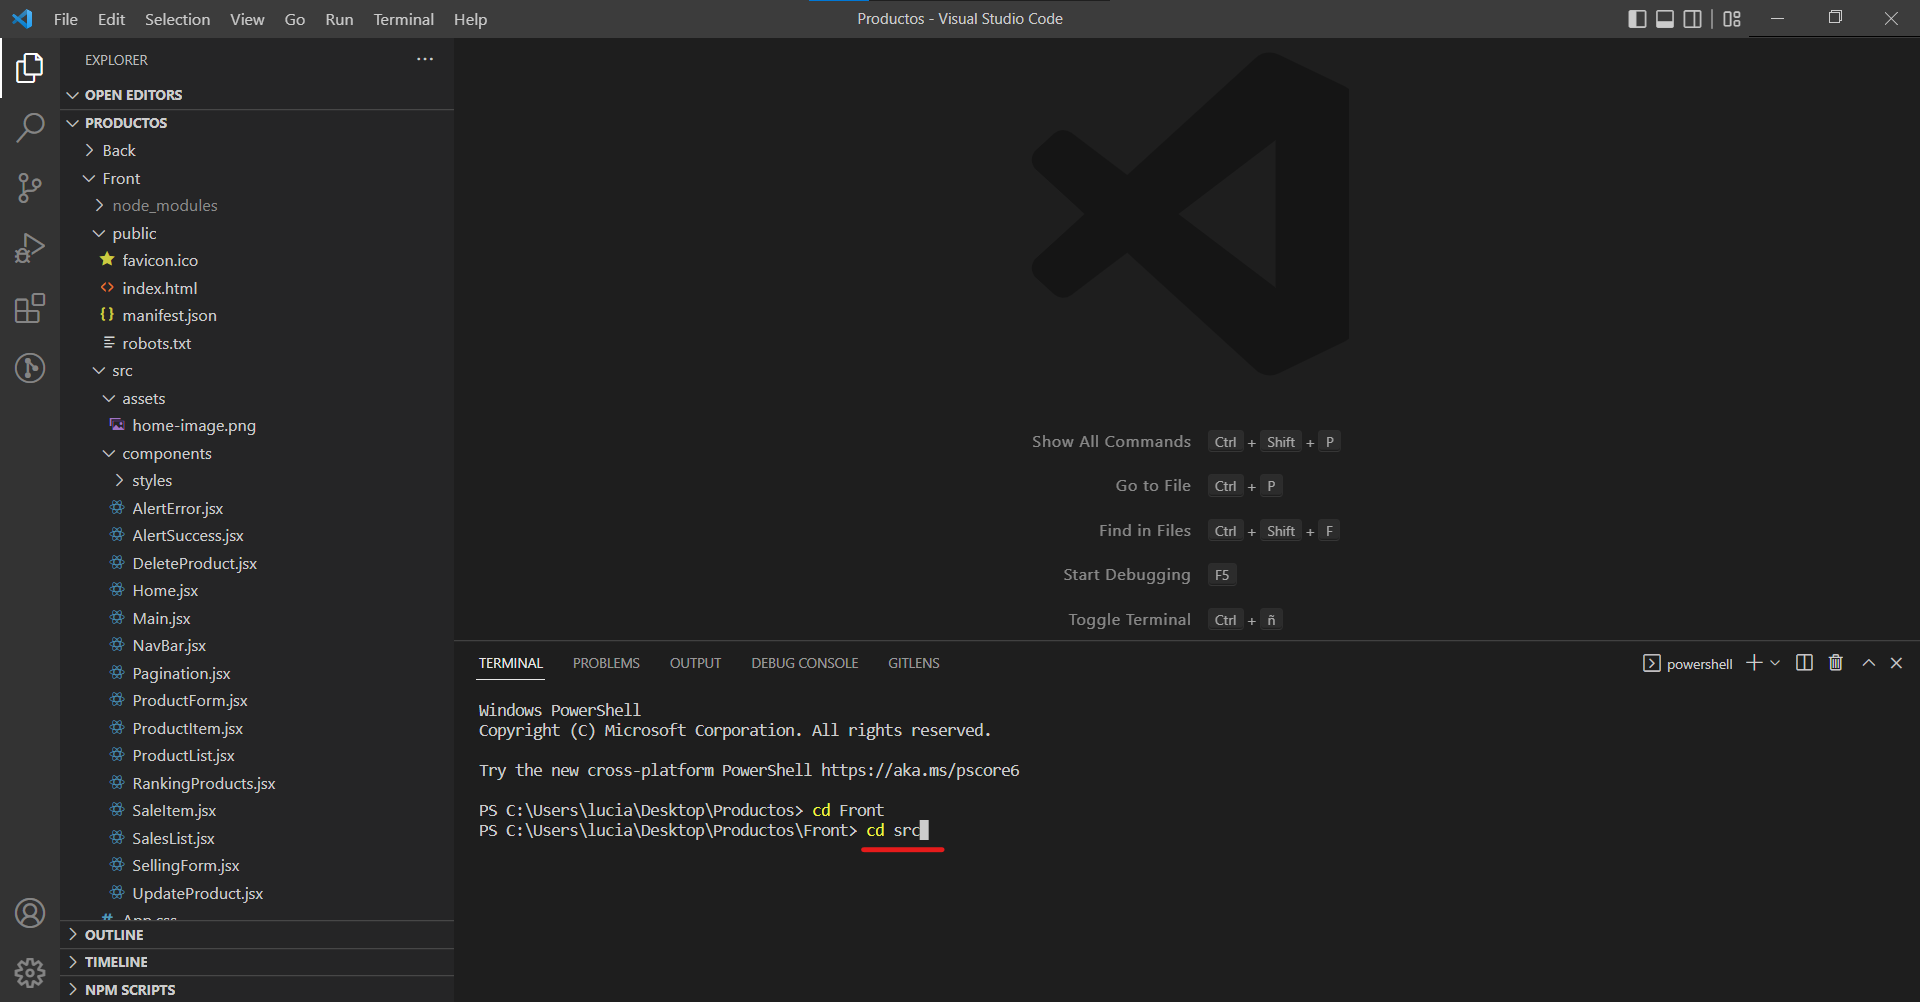 File Edit Selection View Go Run Terminal Help
Productos - Visual Studio Code
EXPLORER
OPEN EDITORS
PRODUCTOS
Back
Front
node_modules
public
favicon.ico
index.html
manifest.json
robots.txt
src
assets
home-image.png
components
styles
AlertError.jsx
AlertSuccess.jsx
DeleteProduct.jsx
Home.jsx
Main.jsx
NavBar.jsx
Pagination.jsx
ProductForm.jsx
ProductItem.jsx
ProductList.jsx
RankingProducts.jsx
SaleItem.jsx
SalesList.jsx
SellingForm.jsx
UpdateProduct.jsx
App.css
OUTLINE
TIMELINE
NPM SCRIPTS
Show All Commands Ctrl + Shift + P
Go to File Ctrl + P
Find in Files Ctrl + Shift + F
Start Debugging F5
Toggle Terminal Ctrl + ñ
TERMINAL PROBLEMS OUTPUT DEBUG CONSOLE GITLENS
powershell
Windows PowerShell
Copyright (C) Microsoft Corporation. All rights reserved.
Try the new cross-platform PowerShell https://aka.ms/pscore6
PS C:\Users\lucia\Desktop\Productos> cd Front
PS C:\Users\lucia\Desktop\Productos\Front> cd src